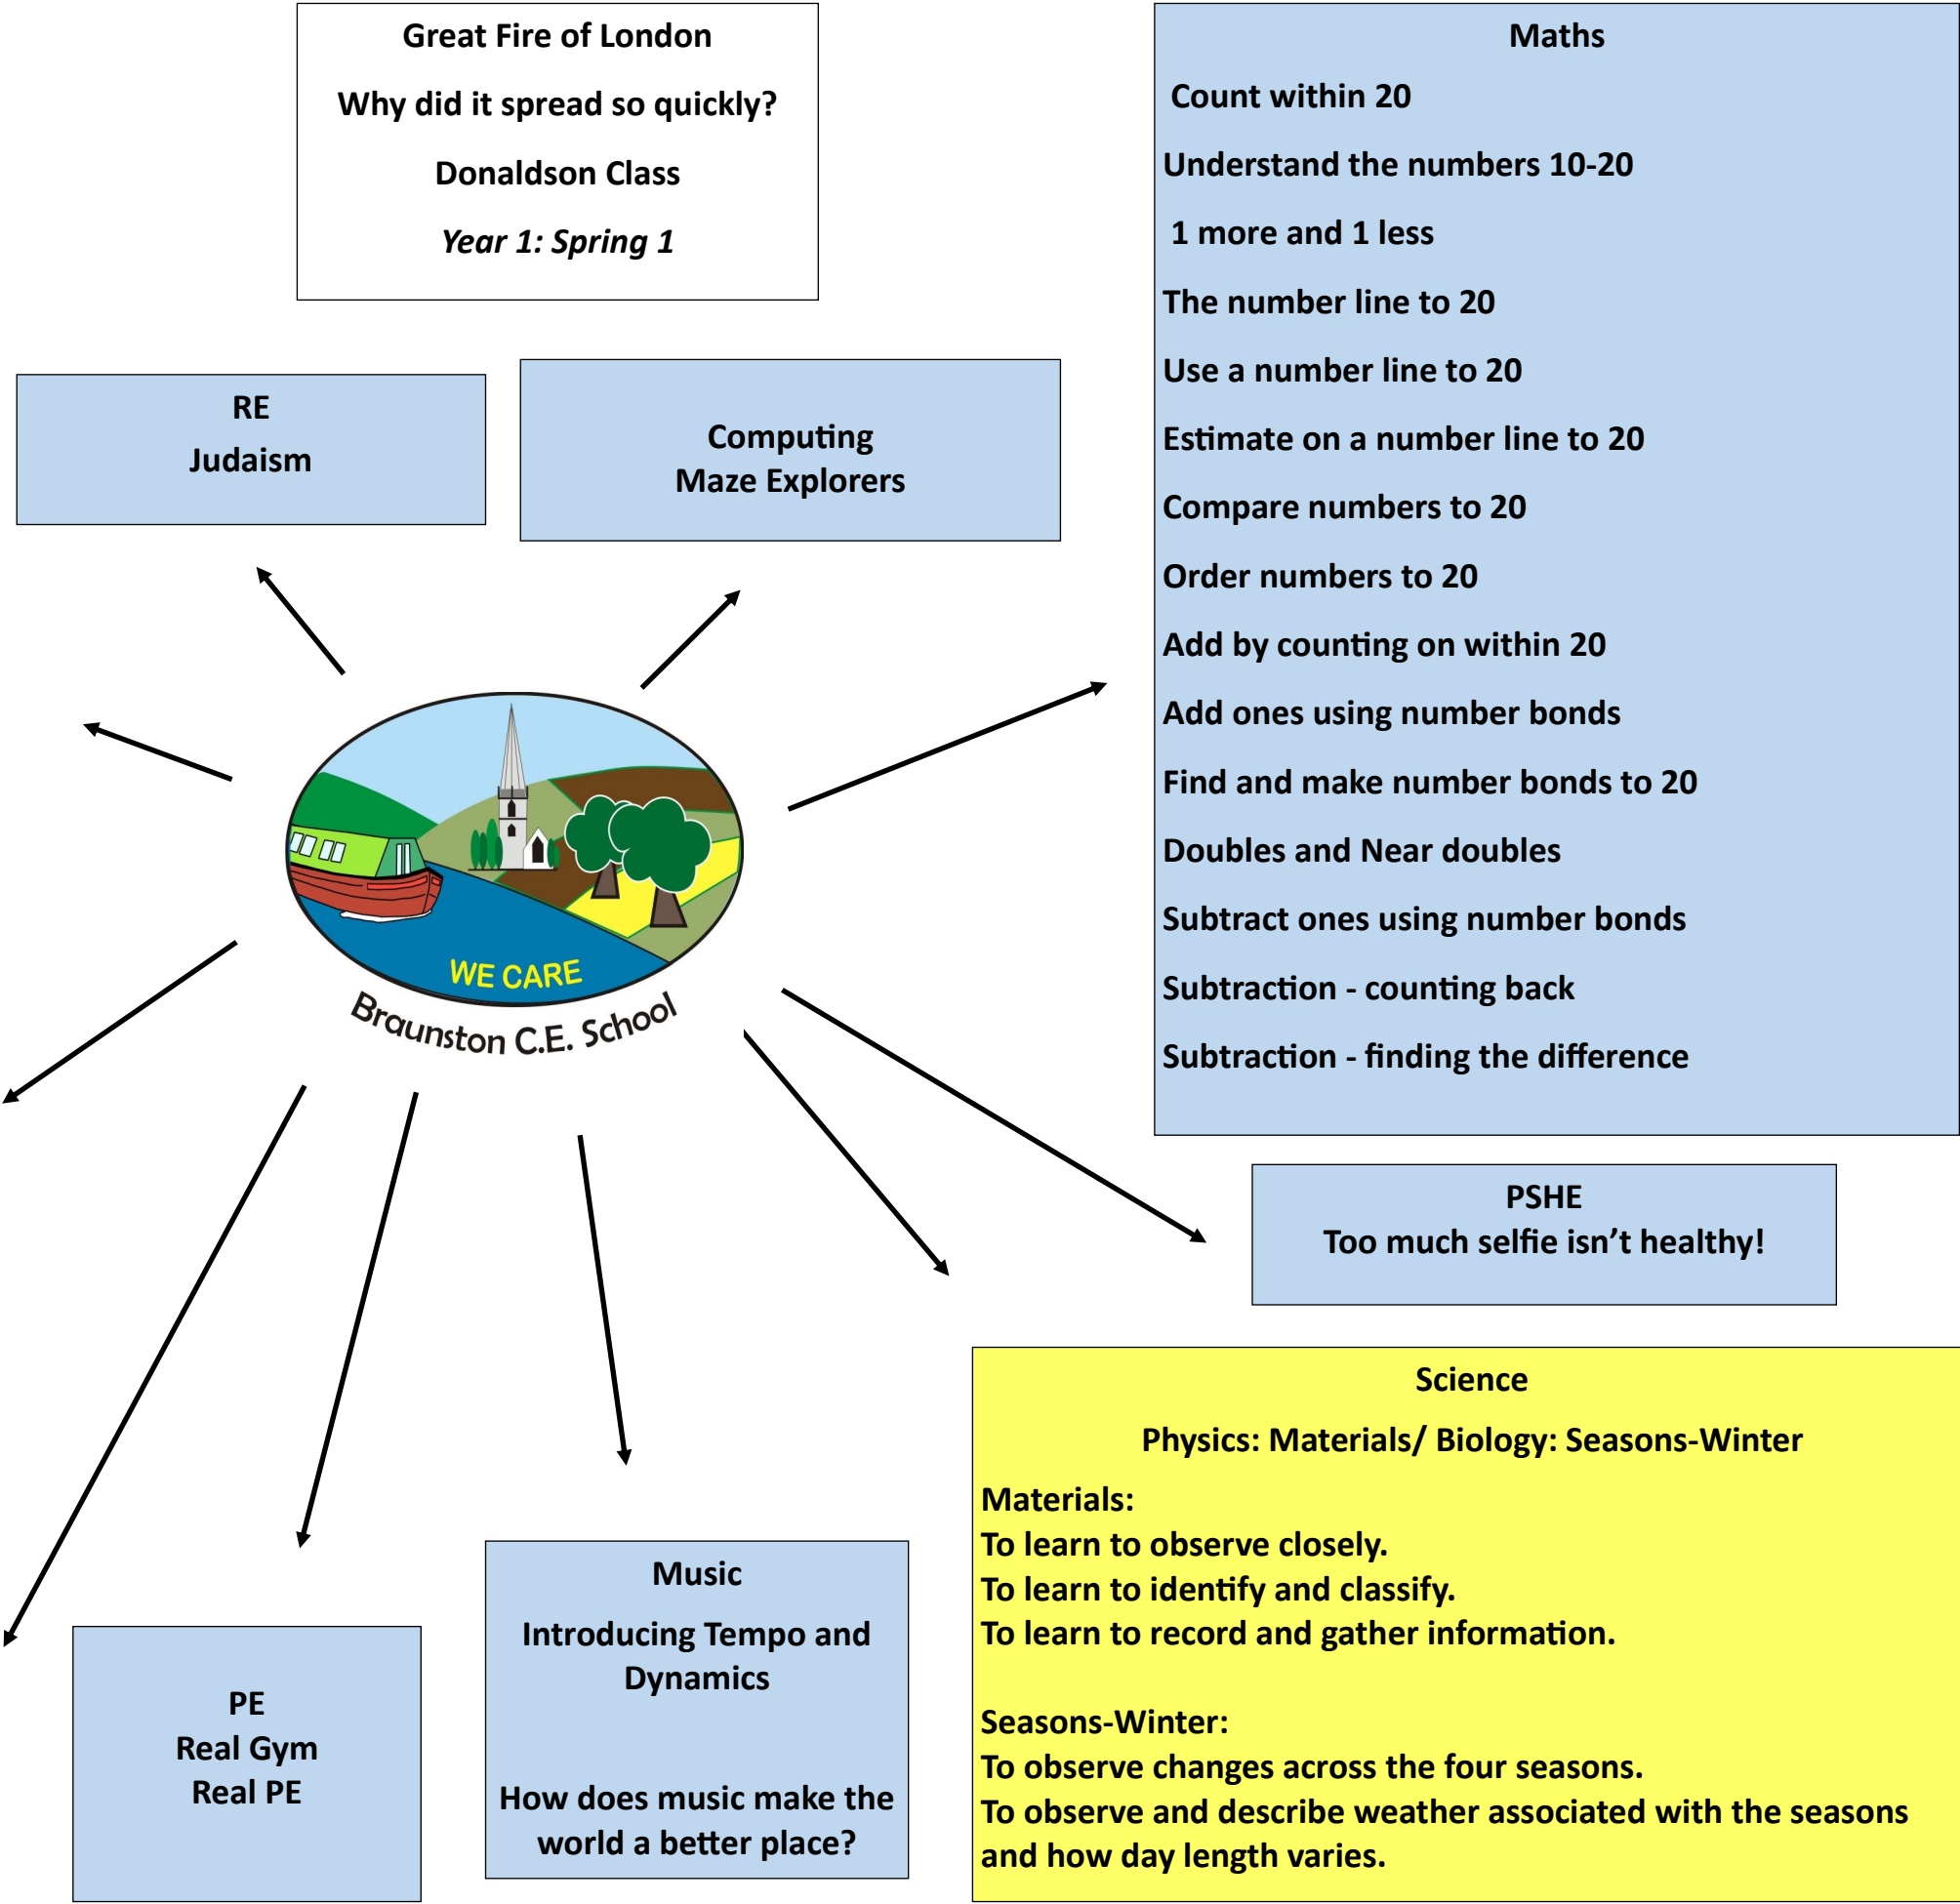 Great Fire of London
Why did it spread so quickly?
Donaldson Class
Year 1: Spring 1
Maths
Count within 20
Understand the numbers 10-20
1 more and 1 less
The number line to 20
Use a number line to 20
Estimate on a number line to 20
Compare numbers to 20
Order numbers to 20
Add by counting on within 20
Add ones using number bonds
Find and make number bonds to 20
Doubles and Near doubles
Subtract ones using number bonds
Subtraction - counting back
Subtraction - finding the difference
RE
Judaism
Computing
Maze Explorers
WE CARE
Braunston C.E. School
PSHE
Too much selfie isn’t healthy!
Science
Physics: Materials/ Biology: Seasons-Winter
Materials:
To learn to observe closely.
To learn to identify and classify.
To learn to record and gather information.
Seasons-Winter:
To observe changes across the four seasons.
To observe and describe weather associated with the seasons
and how day length varies.
Music
Introducing Tempo and
Dynamics
How does music make the
world a better place?
PE
Real Gym
Real PE